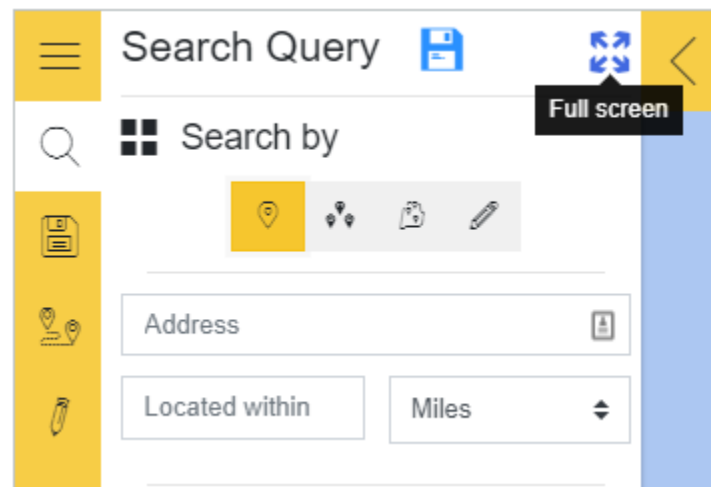 Search Query
Full screen
Search by
Address
Located within
Miles